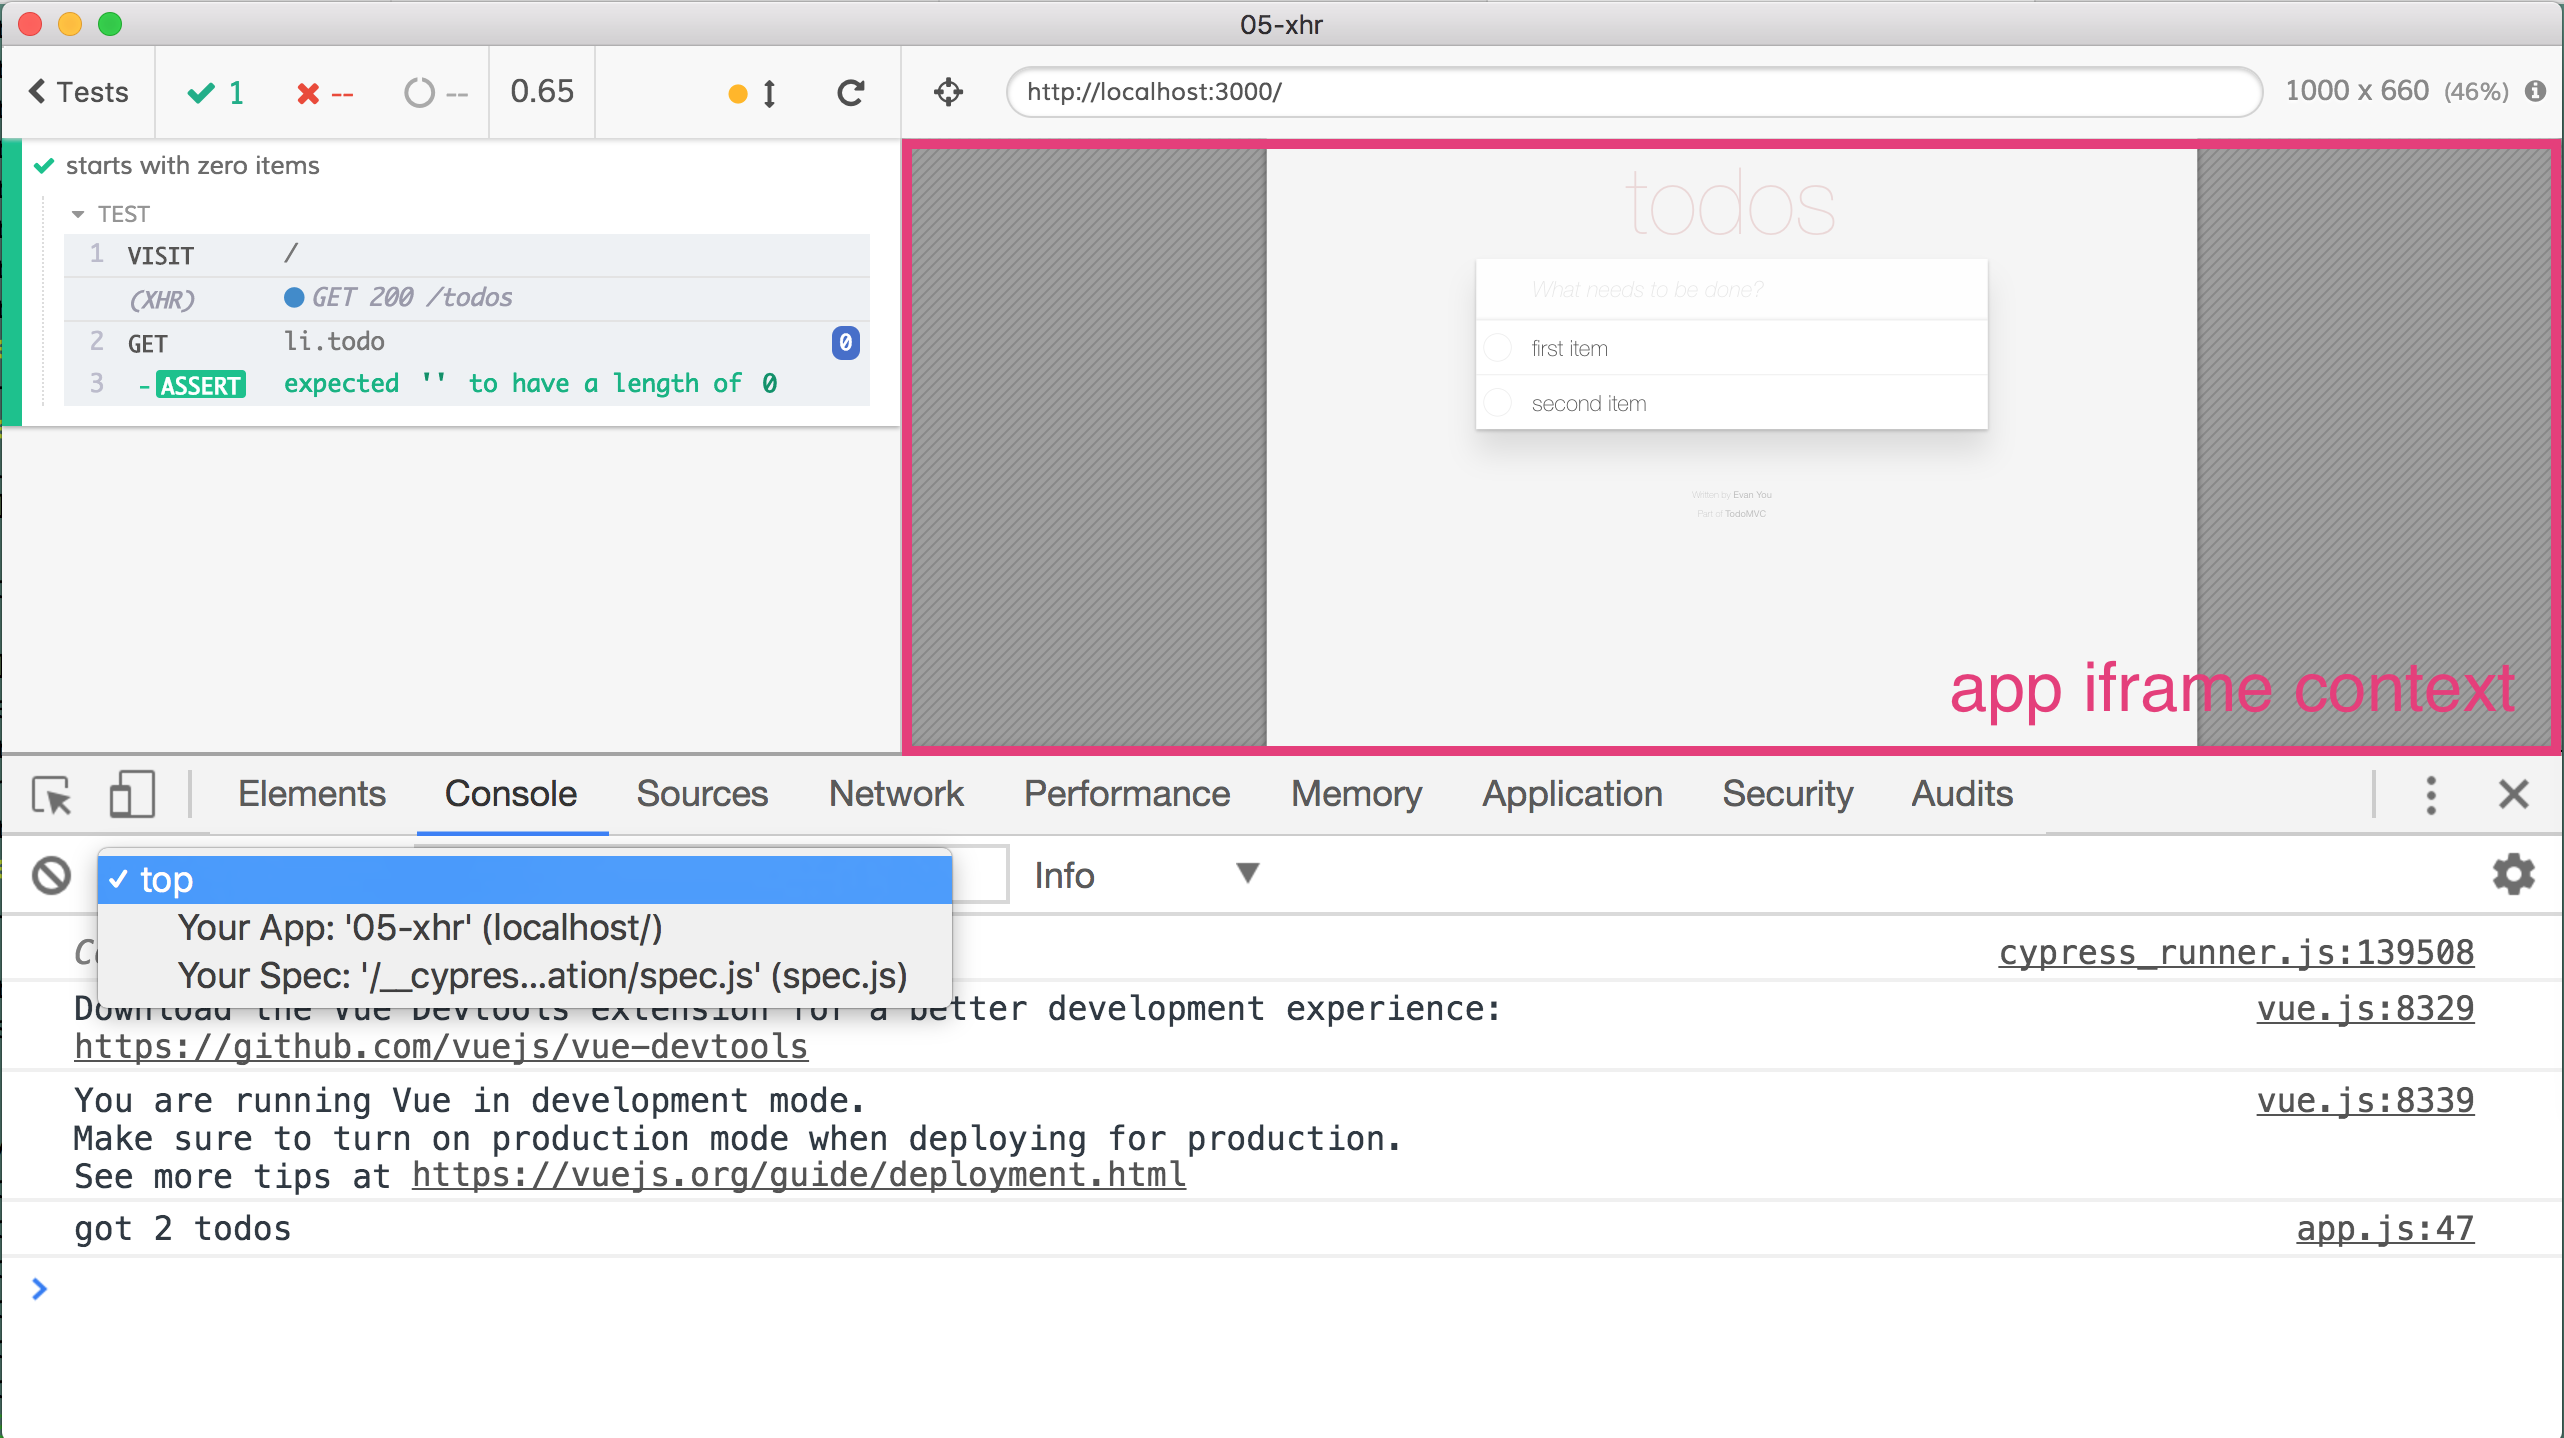 05-xhr
Tests
1
--
--
0.65
http://localhost:3000/
1000 x 660 (46%)
starts with zero items
TEST
1 VISIT /
(XHR) GET 200 /todos
2 GET li.todo 0
3 -ASSERT expected '' to have a length of 0
todos
What needs to be done?
first item
second item
Written by Evan You
Part of TodoMVC
app iframe context
Elements Console Sources Network Performance Memory Application Security Audits
✓ top
Info
Your App: '05-xhr' (localhost/)
Your Spec: '/__cypres...ation/spec.js' (spec.js)
cypress_runner.js:139508
Download the Vue Devtools extension for a better development experience: vue.js:8329
https://github.com/vuejs/vue-devtools
You are running Vue in development mode. vue.js:8339
Make sure to turn on production mode when deploying for production.
See more tips at https://vuejs.org/guide/deployment.html
got 2 todos app.js:47